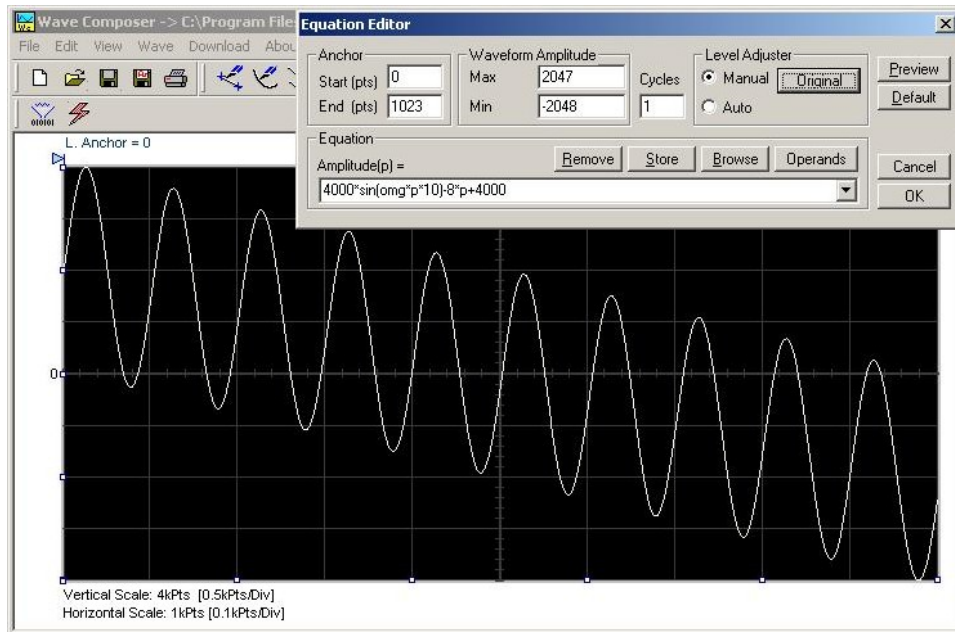 Wave Composer -> C:\Program Files
File Edit View Wave Download Abou
Equation Editor
Anchor
Start (pts) 0
End (pts) 1023
Waveform Amplitude
Max 2047
Min -2048
Cycles
1
Level Adjuster
Manual Original
Auto
Preview
Default
Equation
Amplitude(p) =
Remove Store Browse Operands
4000*sin(omg*p*10)-8*p+4000
Cancel
OK
010101
L. Anchor = 0
0
Vertical Scale: 4kPts [0.5kPts/Div]
Horizontal Scale: 1kPts [0.1kPts/Div]